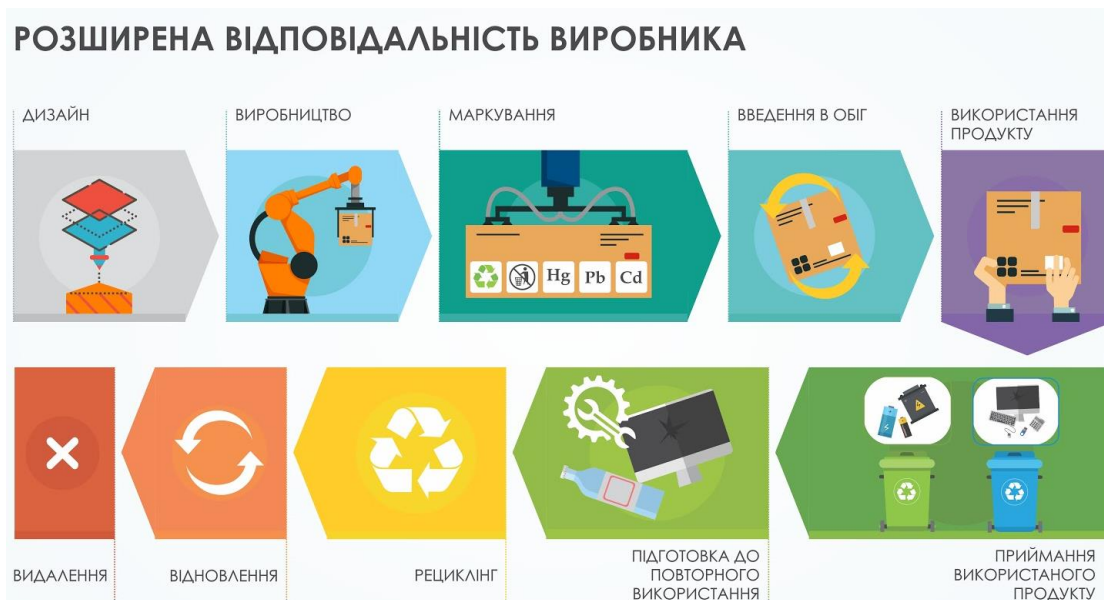 РОЗШИРЕНА ВІДПОВІДАЛЬНІСТЬ ВИРОБНИКА
ДИЗАЙН
ВИРОБНИЦТВО
МАРКУВАННЯ
ВВЕДЕННЯ В ОБІГ
ВИКОРИСТАННЯ
ПРОДУКТУ
Hg
Pb
Cd
ВИДАЛЕННЯ
ВІДНОВЛЕННЯ
РЕЦИКЛІНГ
ПІДГОТОВКА ДО
ПОВТОРНОГО
ВИКОРИСТАННЯ
ПРИЙМАННЯ
ВИКОРИСТАНОГО
ПРОДУКТУ